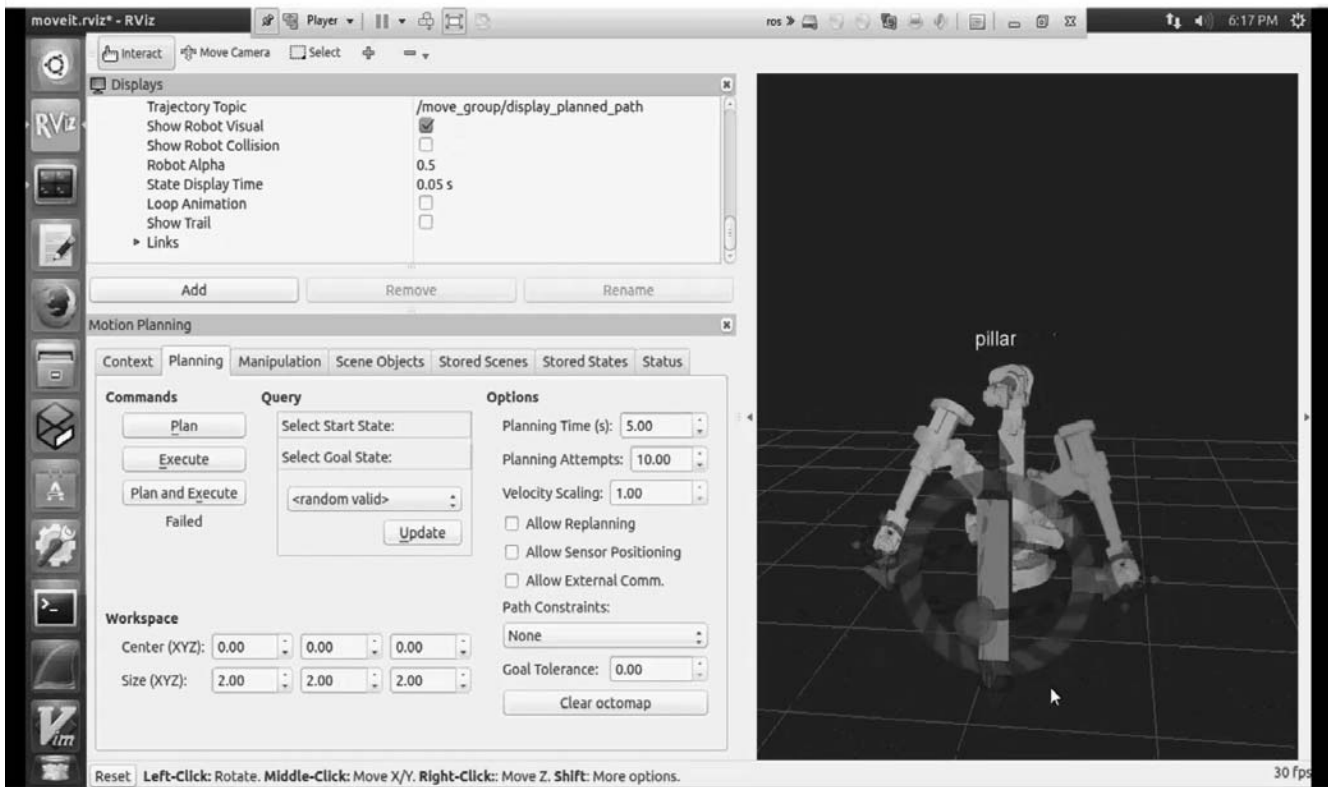 moveit.rviz* - RViz
Player
ros
6:17 PM
Interact Move Camera Select
Displays
RViz
Trajectory Topic /move_group/display_planned_path
Show Robot Visual
Show Robot Collision
Robot Alpha 0.5
State Display Time 0.05 s
Loop Animation
Show Trail
Links
Add Remove Rename
Motion Planning
Context Planning Manipulation Scene Objects Stored Scenes Stored States Status
Commands Query Options
Plan Select Start State: Planning Time (s): 5.00
Execute Select Goal State: Planning Attempts: 10.00
Plan and Execute <random valid> Velocity Scaling: 1.00
Failed Update Allow Replanning
Allow Sensor Positioning
Allow External Comm.
Workspace Path Constraints:
Center (XYZ): 0.00 0.00 0.00 None
Size (XYZ): 2.00 2.00 2.00 Goal Tolerance: 0.00
Clear octomap
pillar
Vim
Reset Left-Click: Rotate. Middle-Click: Move X/Y. Right-Click:: Move Z. Shift: More options.
30 fps